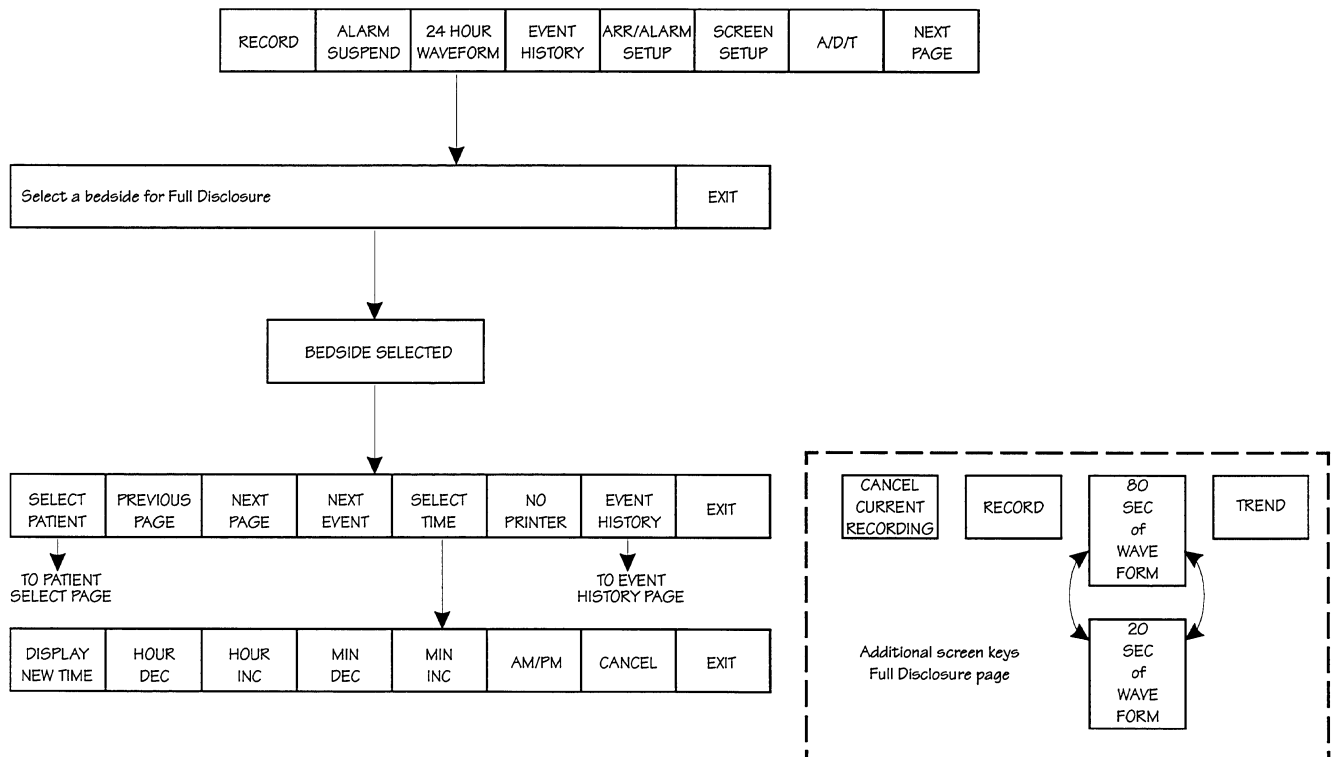 RECORD
ALARM
SUSPEND
24 HOUR
WAVEFORM
EVENT
HISTORY
ARR/ALARM
SETUP
SCREEN
SETUP
A/D/T
NEXT
PAGE
Select a bedside for Full Disclosure
EXIT
BEDSIDE SELECTED
SELECT
PATIENT
PREVIOUS
PAGE
NEXT
PAGE
NEXT
EVENT
SELECT
TIME
NO
PRINTER
EVENT
HISTORY
EXIT
TO PATIENT
SELECT PAGE
TO EVENT
HISTORY PAGE
DISPLAY
NEW TIME
HOUR
DEC
HOUR
INC
MIN
DEC
MIN
INC
AM/PM
CANCEL
EXIT
CANCEL
CURRENT
RECORDING
RECORD
80
SEC
of
WAVE
FORM
TREND
20
SEC
of
WAVE
FORM
Additional screen keys
Full Disclosure page